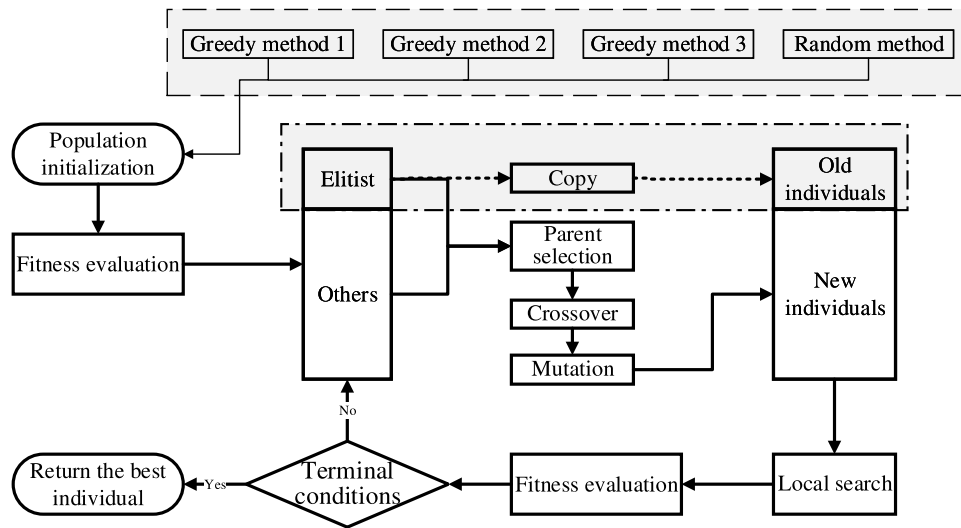 Greedy method 1
Greedy method 2
Greedy method 3
Random method
Population
initialization
Elitist
Copy
Old
individuals
Fitness evaluation
Others
Parent
selection
New
individuals
Crossover
Mutation
No
Return the best
individual
Yes
Terminal
conditions
Fitness evaluation
Local search